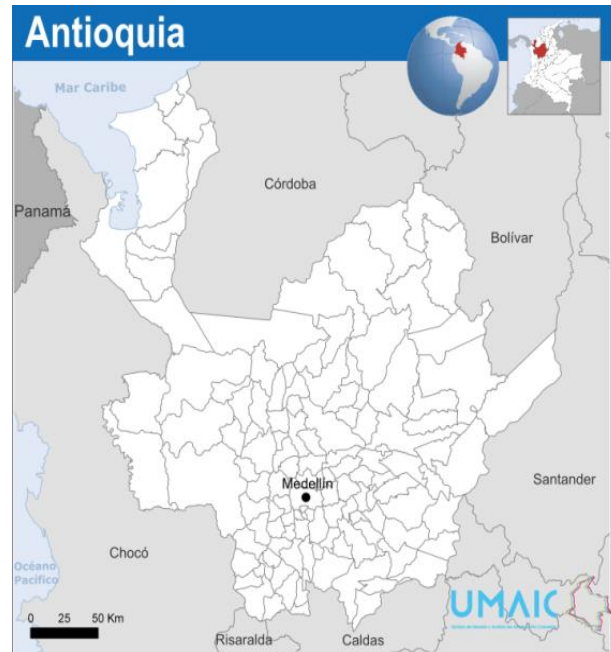 Antioquia
Mar Caribe
Panamá
Córdoba
Bolívar
Medellín
Santander
Chocó
Océano
Pacífico
0 25 50 Km
Risaralda
Caldas
UMAIC